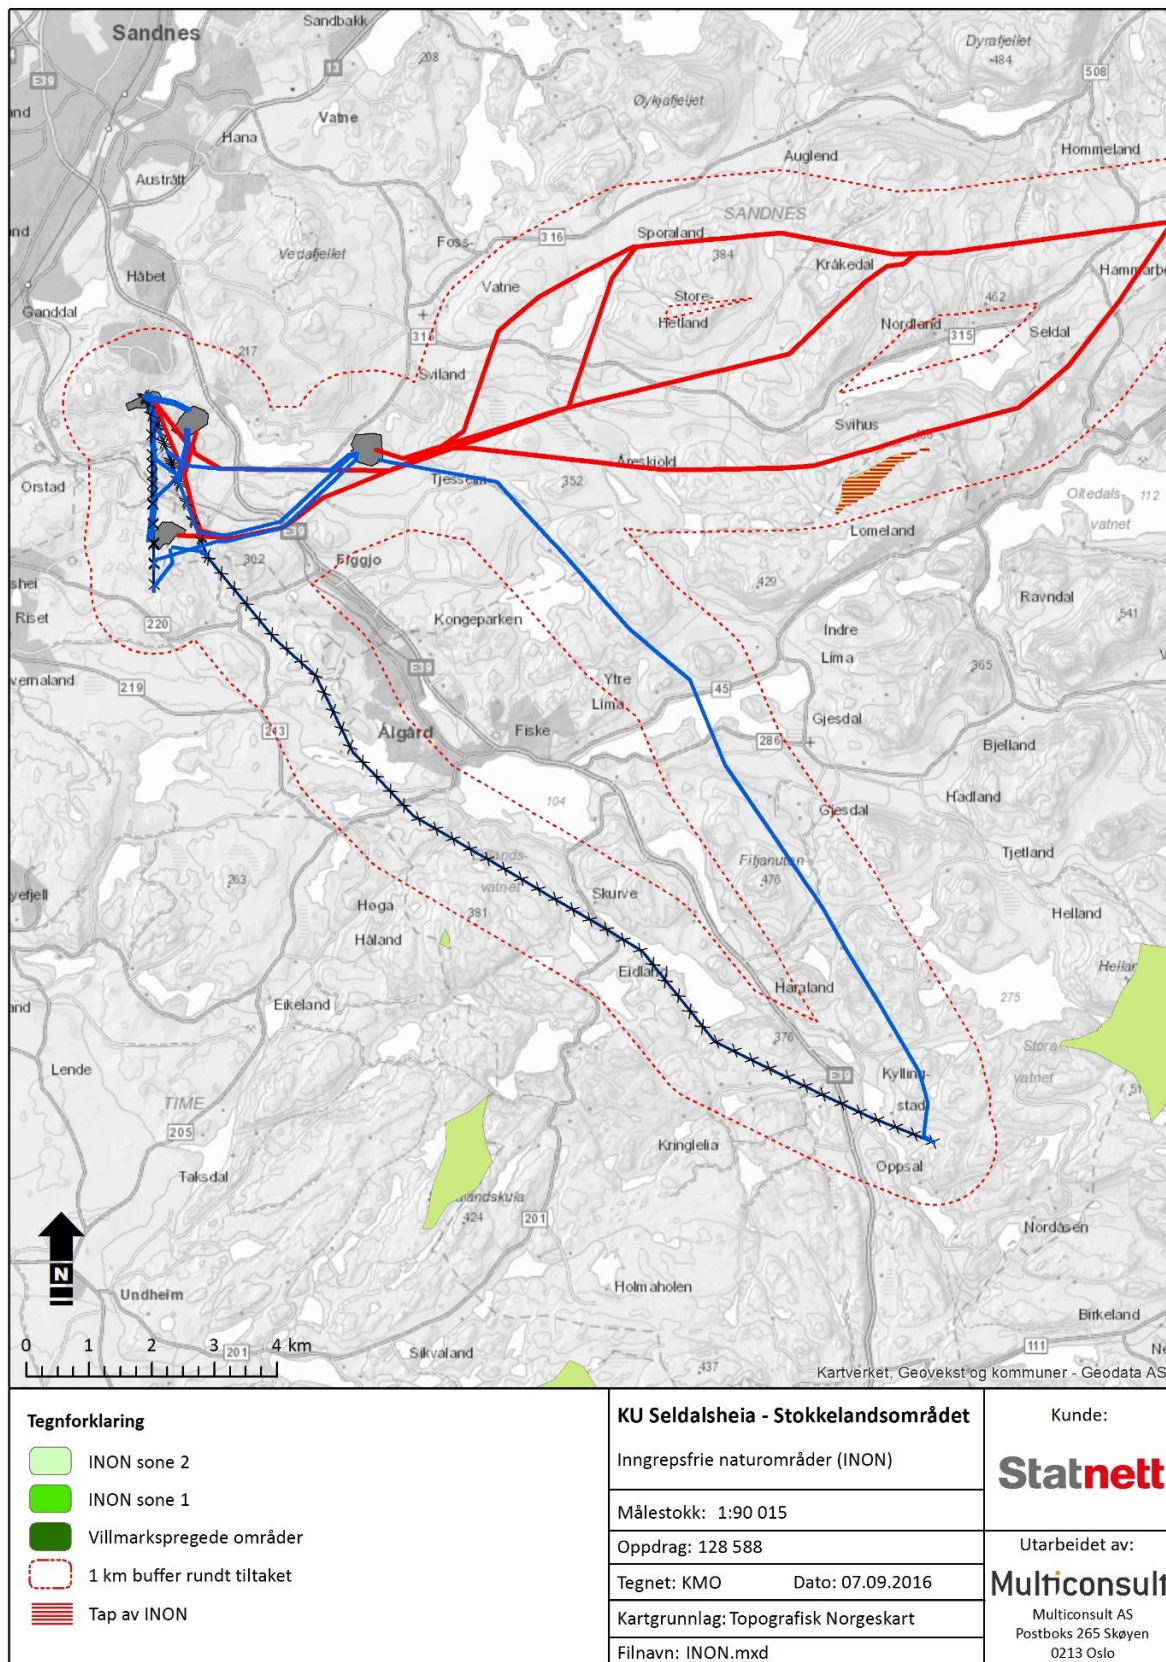 Sandnes
Sandbakk
E39
13
208
Dyrafjellet
484
508
Øykjafjellet
Vatne
Hana
Auglend
Hommeland
Austrått
SANDNES
Foss-
316
Sporaland
Vedafjellet
384
Kråkedal
Håbet
Vatne
Store-
Hetland
462
Ganddal
316
Nordland
315
Seldal
217
Sviland
Svihus
Orstad
Tjesseim
352
Åreskjold
Oltedals
vatnet
112
Lomeland
E39
302
Figgjo
429
Ravndal
Riset
220
Kongeparken
541
Indre
Lima
E39
365
219
Ytre
Lima
45
Gjesdal
243
Ålgård
Fiske
286
Bjelland
104
Hadland
Gjesdal
Fitjanuten
476
Tjetland
263
Skurve
Høga
381
Helland
Håland
Eidland
Haraland
275
Eikeland
376
Stora-
vatnet
Lende
E39
Kylling-
stad
TIME
205
Kringlelia
Oppsal
Taksdal
424
201
Nordåsen
N
Undheim
Holmaholen
Birkeland
0 1 2 3 4 km
201
Sikvaland
111
437
Kartverket, Geovekst og kommuner - Geodata AS
Tegnforklaring
INON sone 2
INON sone 1
Villmarkspregede områder
1 km buffer rundt tiltaket
Tap av INON
KU Seldalsheia - Stokkelandsområdet
Inngrepsfrie naturområder (INON)
Målestokk: 1:90 015
Oppdrag: 128 588
Tegnet: KMO Dato: 07.09.2016
Kartgrunnlag: Topografisk Norgeskart
Filnavn: INON.mxd
Kunde:
Statnett
Utarbeidet av:
Multiconsult
Multiconsult AS
Postboks 265 Skøyen
0213 Oslo